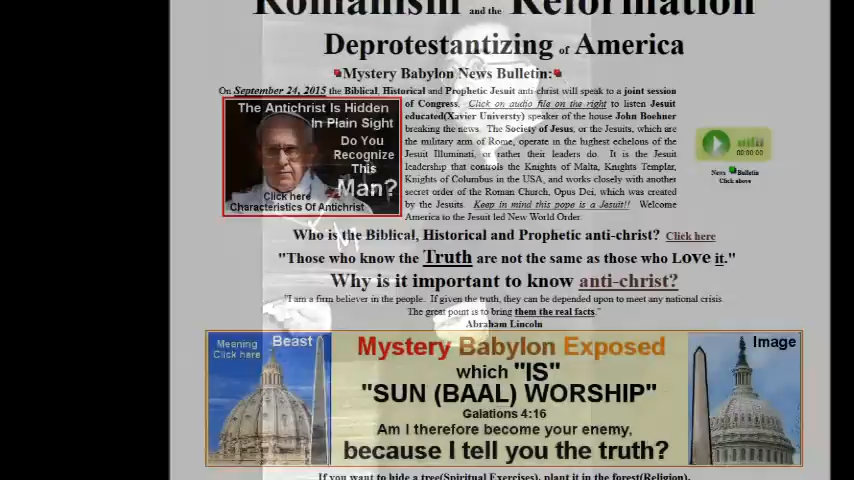 Romanism and the Reformation
Deprotestantizing of America
Mystery Babylon News Bulletin:
On September 24, 2015 the Biblical, Historical and Prophetic Jesuit anti-christ will speak to a joint session
of Congress. Click on audio file on the right to listen Jesuit
educated(Xavier Universty) speaker of the house John Boehner
breaking the news. The Society of Jesus, or the Jesuits, which are
the military arm of Rome, operate in the highest echelons of the
Jesuit Illuminati, or rather their leaders do. It is the Jesuit
leadership that controls the Knights of Malta, Knights Templar,
Knights of Columbus in the USA, and works closely with another
secret order of the Roman Church, Opus Dei, which was created
by the Jesuits. Keep in mind this pope is a Jesuit!! Welcome
America to the Jesuit led New World Order.
The Antichrist Is Hidden
In Plain Sight
Do You
Recognize
This
Man?
Click here
Characteristics Of Antichrist
00:00:00
News Bulletin
Click above
Who is the Biblical, Historical and Prophetic anti-christ? Click here
"Those who know the Truth are not the same as those who Love it."
Why is it important to know anti-christ?
"I am a firm believer in the people. If given the truth, they can be depended upon to meet any national crisis.
The great point is to bring them the real facts."
Abraham Lincoln
Meaning
Click here
Beast
Mystery Babylon Exposed
which "IS"
"SUN (BAAL) WORSHIP"
Galations 4:16
Am I therefore become your enemy,
because I tell you the truth?
Image
If you want to hide a tree(Spiritual Exercises), plant it in the forest(Religion).